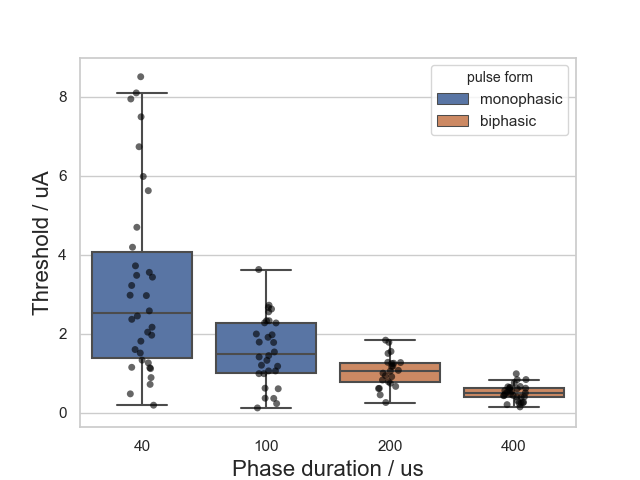 pulse form
monophasic
biphasic
8
6
4
2
0
Threshold / uA
40 100 200 400
Phase duration / us